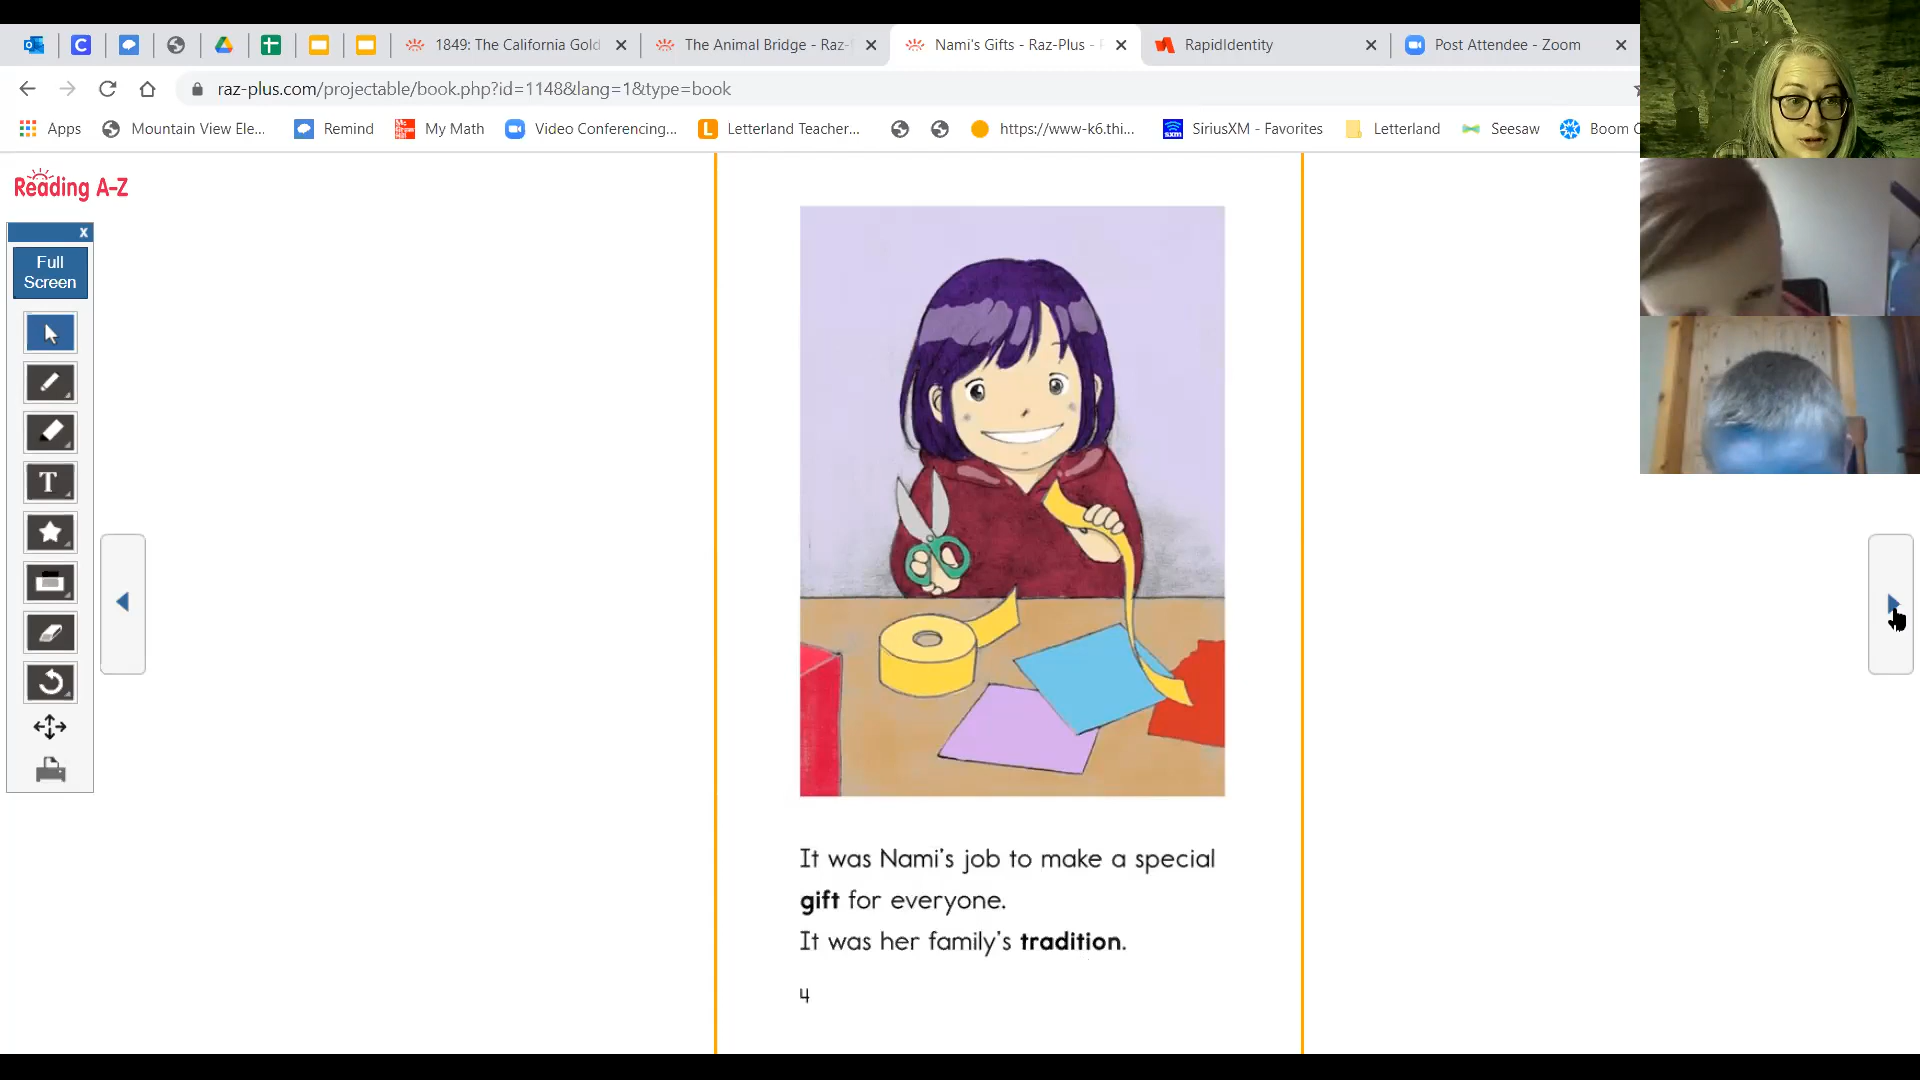 1849: The California Gold
The Animal Bridge - Raz-
Nami's Gifts - Raz-Plus -
RapidIdentity
Post Attendee - Zoom
raz-plus.com/projectable/book.php?id=1148&lang=1&type=book
Apps
Mountain View Ele...
Remind
My Math
Video Conferencing...
Letterland Teacher...
https://www-k6.thi...
SiriusXM - Favorites
Letterland
Seesaw
Boom
Reading A-Z
x
Full
Screen
T
It was Nami's job to make a special
gift for everyone.
It was her family's tradition.
4